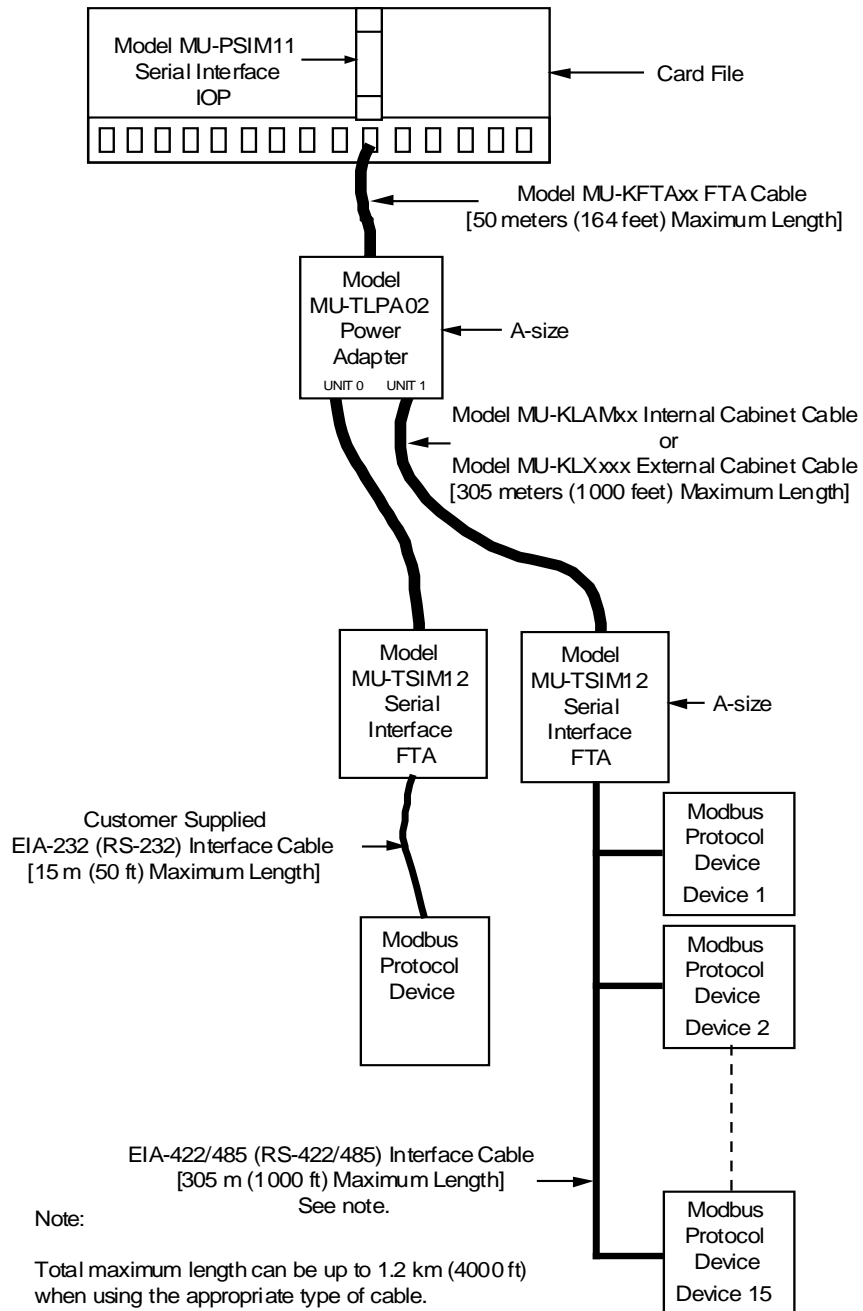 Model MU-PSIM11
Serial Interface
IOP
Card File
Model MU-KFTAxx FTA Cable
[50 meters (164 feet) Maximum Length]
Model
MU-TLPA02
Power
Adapter
UNIT 0 UNIT 1
A-size
Model MU-KLAMxx Internal Cabinet Cable
or
Model MU-KLXxxx External Cabinet Cable
[305 meters (1000 feet) Maximum Length]
Model
MU-TSIM12
Serial
Interface
FTA
Model
MU-TSIM12
Serial
Interface
FTA
A-size
Customer Supplied
EIA-232 (RS-232) Interface Cable
[15 m (50 ft) Maximum Length]
Modbus
Protocol
Device
Modbus
Protocol
Device
Device 1
Modbus
Protocol
Device
Device 2
EIA-422/485 (RS-422/485) Interface Cable
[305 m (1000 ft) Maximum Length]
See note.
Modbus
Protocol
Device
Device 15
Note:
Total maximum length can be up to 1.2 km (4000 ft)
when using the appropriate type of cable.